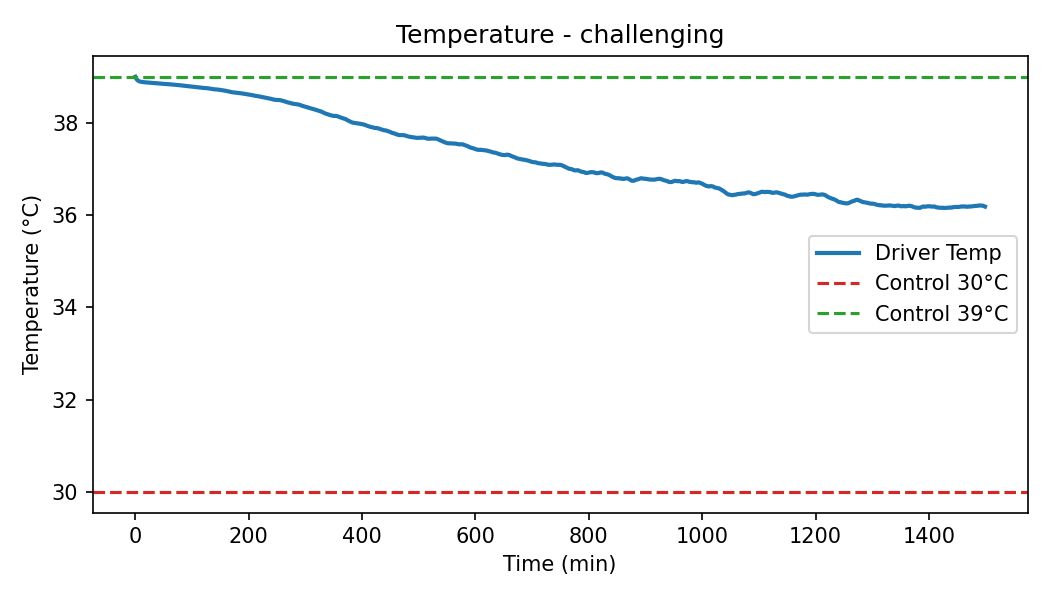 Temperature - challenging
Temperature (°C)
38
36
34
32
30
0 200 400 600 800 1000 1200 1400
Time (min)
Driver Temp
Control 30°C
Control 39°C